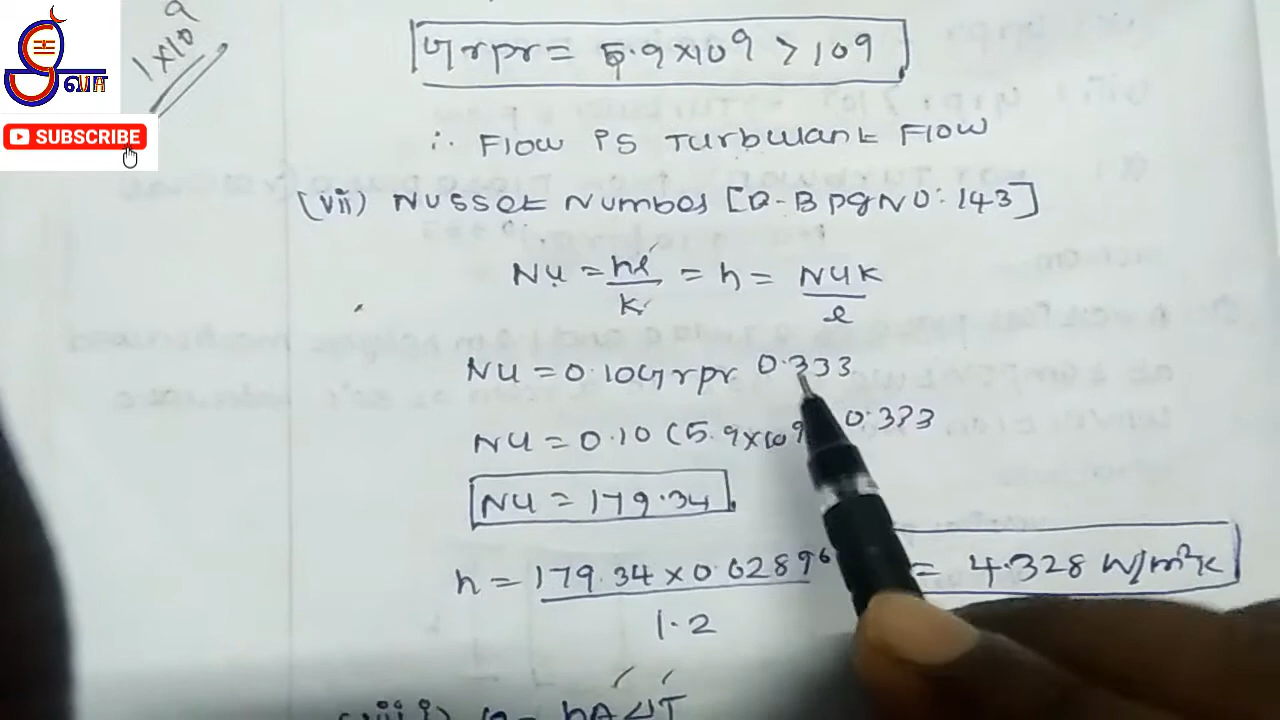 1×10⁹
GrPr = 5.9×10⁹ > 10⁹
வா VA
SUBSCRIBE
∴ Flow is Turbulant Flow
(vii) Nusselt Number [D-B Pg NO: 143]
Nu = hl/k = h = NuK/l
Nu = 0.10 GrPr 0.333
Nu = 0.10 (5.9×10⁹ 0.333
Nu = 179.34
h = 179.34 × 0.02896 / 1.2 = 4.328 W/m²K
hAΔT